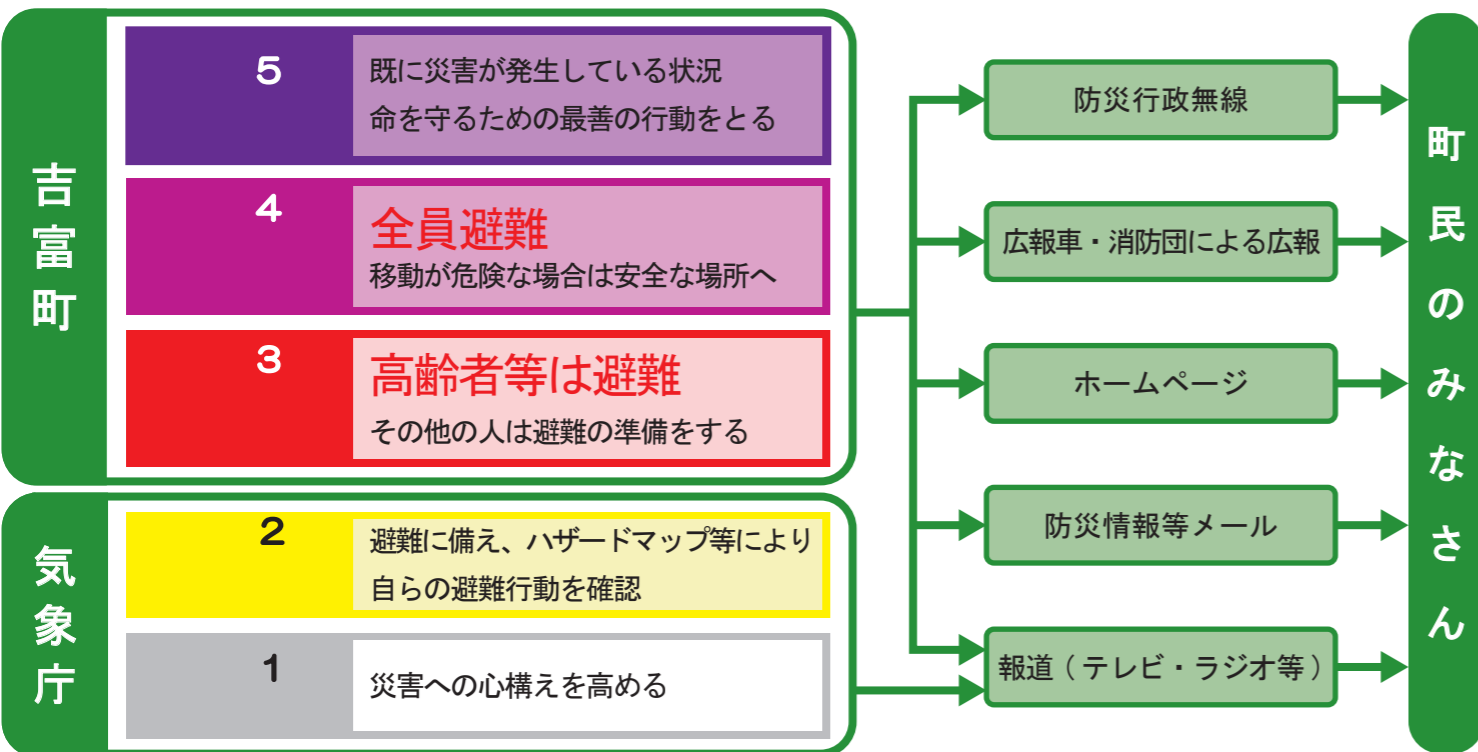 吉富町
5
既に災害が発生している状況
命を守るための最善の行動をとる
4
全員避難
移動が危険な場合は安全な場所へ
3
高齢者等は避難
その他の人は避難の準備をする
気象庁
2
避難に備え、ハザードマップ等により
自らの避難行動を確認
1
災害への心構えを高める
防災行政無線
広報車・消防団による広報
ホームページ
防災情報等メール
報道（テレビ・ラジオ等）
町民のみなさん